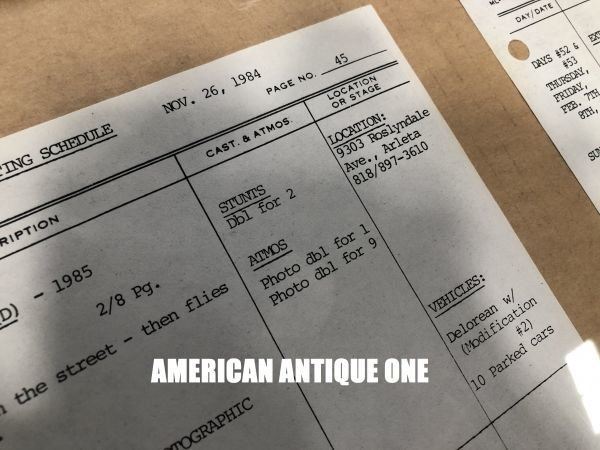 DAY/DATE
DAYS #52 &
#53
THURSDAY,
FRIDAY,
FEB. 7TH
8TH,
NOV. 26, 1984
PAGE NO. 45
SCHEDULE
CAST. & ATMOS.
LOCATION
OR STAGE
STUNTS
Dbl for 2
ATMOS
Photo dbl for 1
Photo dbl for 9
LOCATION:
9303 Roslyndale
Ave., Arleta
818/897-3610
- 1985
2/8 Pg.
the street - then flies
VEHICLES:
Delorean w/
(Modification
#2)
10 Parked cars
AMERICAN ANTIQUE ONE